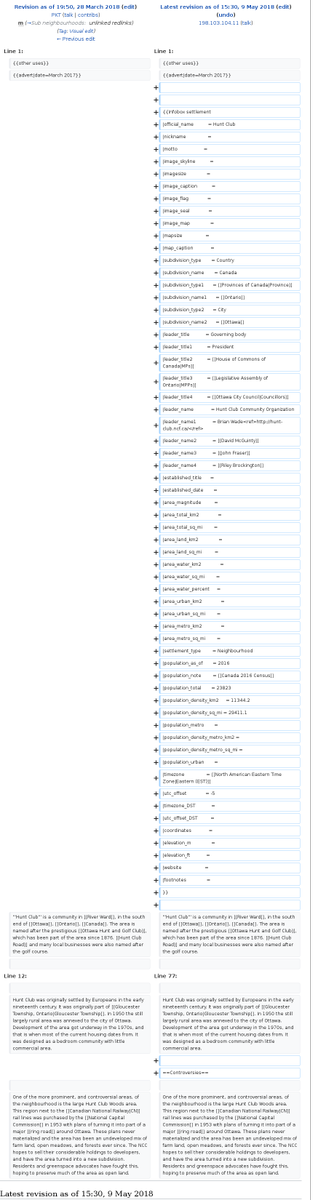 Revision as of 19:50, 28 March 2018 (edit)
PKT (talk | contribs)
m (→Sub neighbourhoods: unlinked redlinks)
(Tag: Visual edit)
← Previous edit
Latest revision as of 15:30, 9 May 2018 (edit)
(undo)
198.103.104.11 (talk)
Line 1:
Line 1:
{{other uses}}
{{other uses}}
{{advert|date=March 2017}}
{{advert|date=March 2017}}
+
+
+ {{Infobox settlement
+ |official_name = Hunt Club
+ |nickname =
+ |motto =
+ |image_skyline =
+ |imagesize =
+ |image_caption =
+ |image_flag =
+ |image_seal =
+ |image_map =
+ |mapsize =
+ |map_caption =
+ |subdivision_type = Country
+ |subdivision_name = Canada
+ |subdivision_type1 = [[Provinces of Canada|Province]]
+ |subdivision_name1 = [[Ontario]]
+ |subdivision_type2 = City
+ |subdivision_name2 = [[Ottawa]]
+ |leader_title = Governing body
+ |leader_title1 = President
+ |leader_title2 = [[House of Commons of
Canada|MPs]]
+ |leader_title3 = [[Legislative Assembly of
Ontario|MPPs]]
+ |leader_title4 = [[Ottawa City Council|Councillors]]
+ |leader_name = Hunt Club Community Organization
+ |leader_name1 = Brian Wade<ref>http://hunt-
club.ncf.ca/</ref>
+ |leader_name2 = [[David McGuinty]]
+ |leader_name3 = [[John Fraser]]
+ |leader_name4 = [[Riley Brockington]]
+ |established_title =
+ |established_date =
+ |area_magnitude =
+ |area_total_km2 =
+ |area_total_sq_mi =
+ |area_land_km2 =
+ |area_land_sq_mi =
+ |area_water_km2 =
+ |area_water_sq_mi =
+ |area_water_percent =
+ |area_urban_km2 =
+ |area_urban_sq_mi =
+ |area_metro_km2 =
+ |area_metro_sq_mi =
+ |settlement_type = Neighbourhood
+ |population_as_of = 2016
+ |population_note = [[Canada 2016 Census]]
+ |population_total = 23823
+ |population_density_km2 = 11344.2
+ |population_density_sq_mi = 29411.1
+ |population_metro =
+ |population_density_metro_km2 =
+ |population_density_metro_sq_mi =
+ |population_urban =
+ |timezone = [[North American Eastern Time
Zone|Eastern (EST)]]
+ |utc_offset = -5
+ |timezone_DST =
+ |utc_offset_DST =
+ |coordinates =
+ |elevation_m =
+ |elevation_ft =
+ |website =
+ |footnotes =
+ }}
+
'''Hunt Club''' is a community in [[River Ward]], in the south
end of [[Ottawa]], [[Ontario]], [[Canada]]. The area is
named after the prestigious [[Ottawa Hunt and Golf Club]],
which has been part of the area since 1876. [[Hunt Club
Road]] and many local businesses were also named after
the golf course.
'''Hunt Club''' is a community in [[River Ward]], in the south
end of [[Ottawa]], [[Ontario]], [[Canada]]. The area is
named after the prestigious [[Ottawa Hunt and Golf Club]],
which has been part of the area since 1876. [[Hunt Club
Road]] and many local businesses were also named after
the golf course.
Line 12:
Line 77:
Hunt Club was originally settled by Europeans in the early
nineteenth century. It was originally part of [[Gloucester
Township, Ontario|Gloucester Township]]. In 1950 the still
largely rural area was annexed to the city of Ottawa.
Development of the area got underway in the 1970s, and
that is when most of the current housing dates from. It
was designed as a bedroom community with little
commercial area.
Hunt Club was originally settled by Europeans in the early
nineteenth century. It was originally part of [[Gloucester
Township, Ontario|Gloucester Township]]. In 1950 the still
largely rural area was annexed to the city of Ottawa.
Development of the area got underway in the 1970s, and
that is when most of the current housing dates from. It
was designed as a bedroom community with little
commercial area.
+
+ ==Controversies==
One of the more prominent, and controversial areas, of
the neighbourhood is the large Hunt Club Woods area.
This region next to the [[Canadian National Railway|CN]]
rail lines was purchased by the [[National Capital
Commission]] in 1953 with plans of turning it into part of a
major [[ring road]] around Ottawa. These plans never
materialized and the area has been an undeveloped mix of
farm land, open meadows, and forests ever since. The NCC
hopes to sell their considerable holdings to developers,
and have the area turned into a new subdivision.
Residents and greenspace advocates have fought this,
hoping to preserve much of the area as open land.
One of the more prominent, and controversial areas, of
the neighbourhood is the large Hunt Club Woods area.
This region next to the [[Canadian National Railway|CN]]
rail lines was purchased by the [[National Capital
Commission]] in 1953 with plans of turning it into part of a
major [[ring road]] around Ottawa. These plans never
materialized and the area has been an undeveloped mix of
farm land, open meadows, and forests ever since. The NCC
hopes to sell their considerable holdings to developers,
and have the area turned into a new subdivision.
Residents and greenspace advocates have fought this,
hoping to preserve much of the area as open land.
Latest revision as of 15:30, 9 May 2018